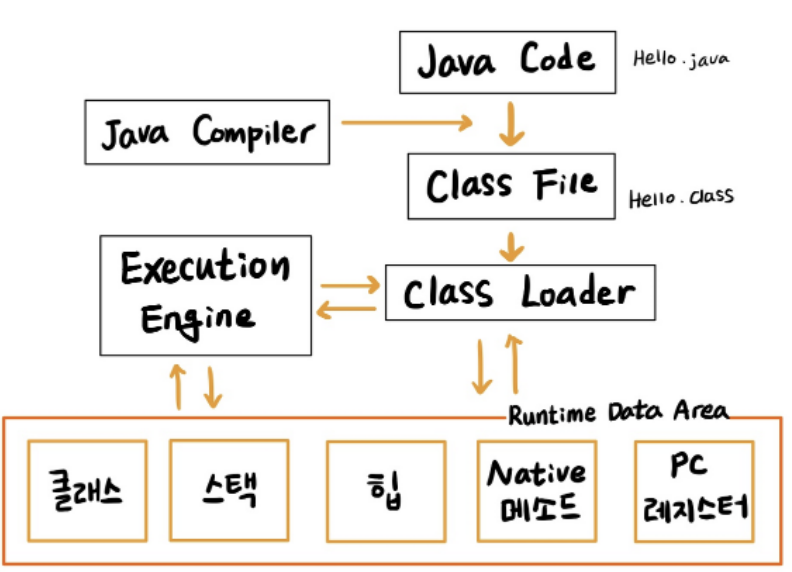 Java Code
Hello.java
Java Compiler
Class File
Hello.class
Execution
Engine
Class Loader
Runtime Data Area
클래스
스택
힙
Native
메소드
PC
레지스터